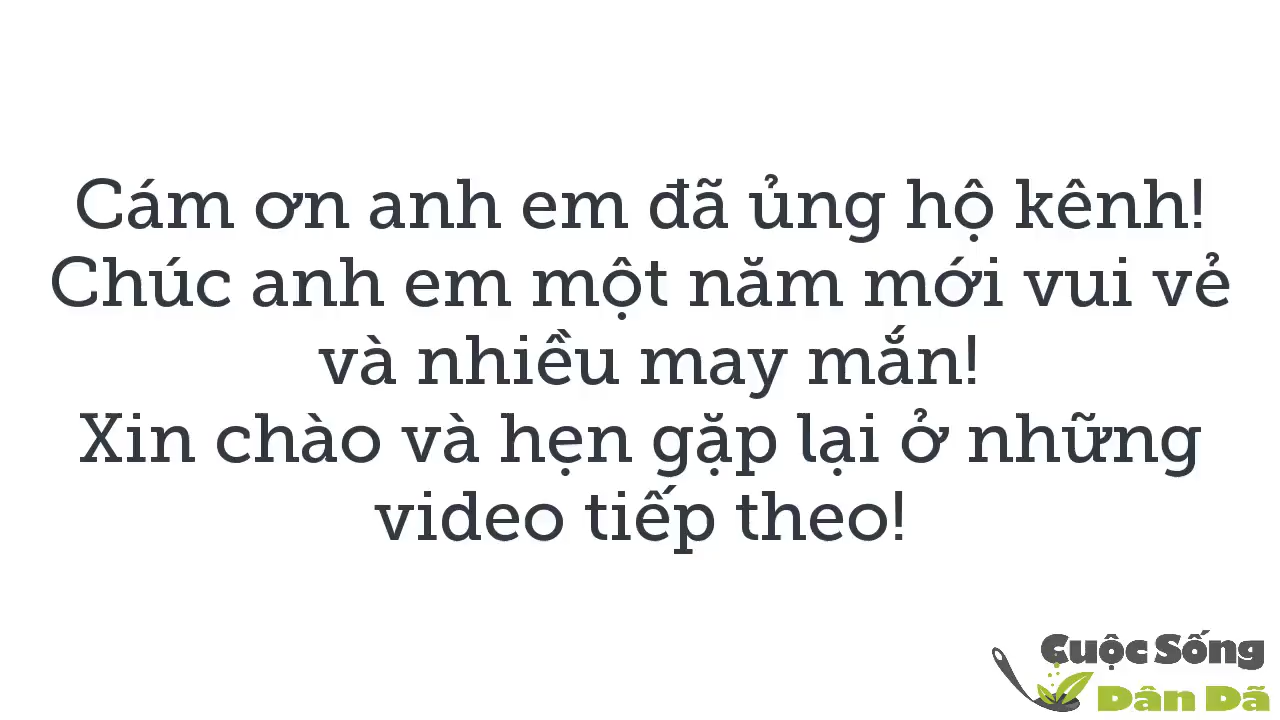 Cám ơn anh em đã ủng hộ kênh!
Chúc anh em một năm mới vui vẻ
và nhiều may mắn!
Xin chào và hẹn gặp lại ở những
video tiếp theo!
Cuộc Sống
Dân Dã